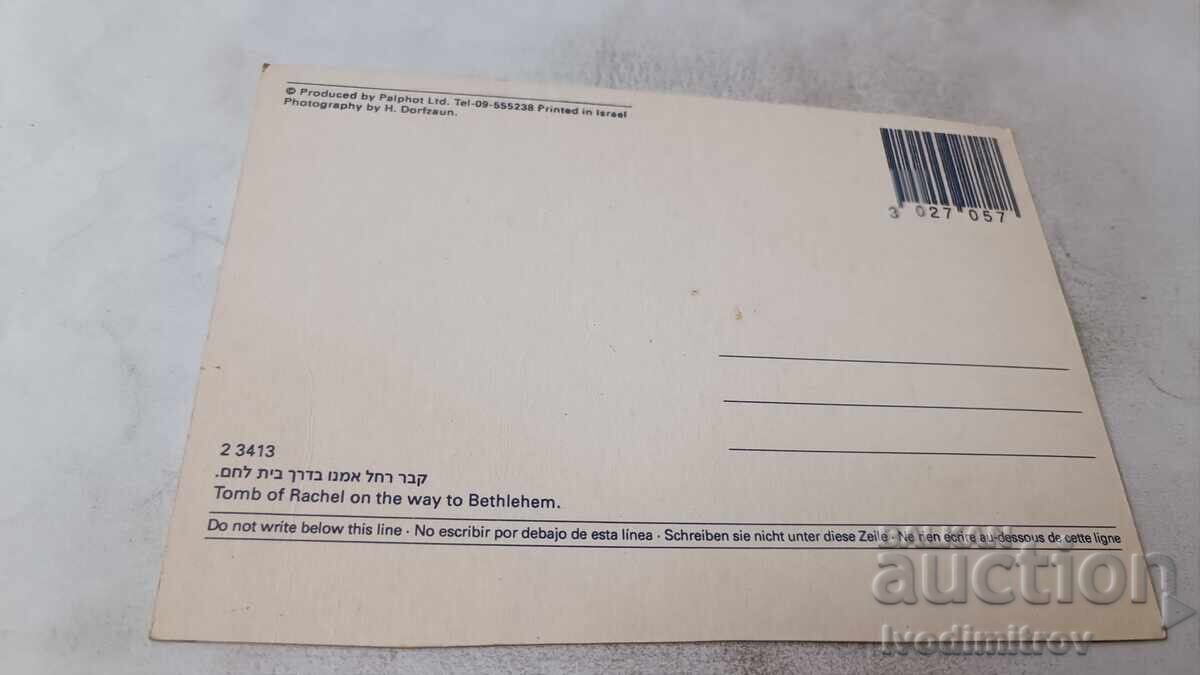 © Produced by Palphot Ltd. Tel-09-555238 Printed in Israel
Photography by H. Dorfzaun.
3 027 057
2 3413
קבר רחל אמנו בדרך בית לחם.
Tomb of Rachel on the way to Bethlehem.
Do not write below this line · No escribir por debajo de esta línea · Schreiben sie nicht unter diese Zeile · Ne rien écrire au-dessous de cette ligne
BALKAN
auction
Ivodimitrov